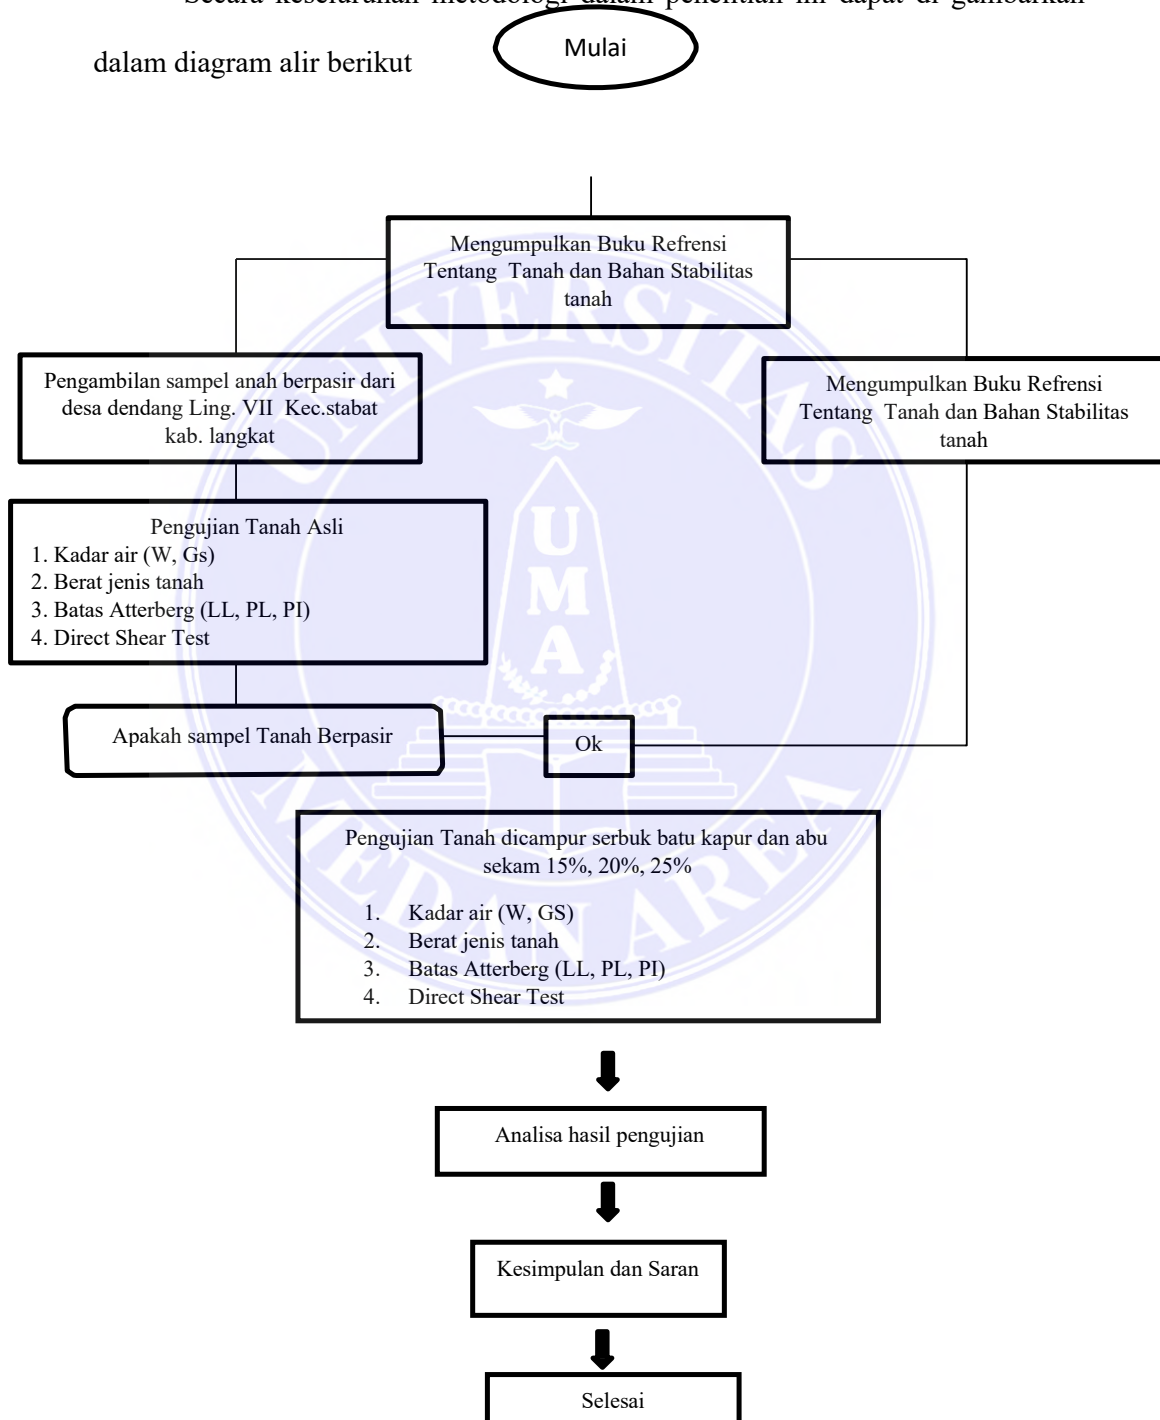 Secara keseluruhan metodologi dalam penelitian ini dapat di gambarkan
dalam diagram alir berikut
Mulai
Mengumpulkan Buku Refrensi
Tentang Tanah dan Bahan Stabilitas
tanah
Pengambilan sampel anah berpasir dari
desa dendang Ling. VII Kec.stabat
kab. langkat
Mengumpulkan Buku Refrensi
Tentang Tanah dan Bahan Stabilitas
tanah
Pengujian Tanah Asli
1. Kadar air (W, Gs)
2. Berat jenis tanah
3. Batas Atterberg (LL, PL, PI)
4. Direct Shear Test
Apakah sampel Tanah Berpasir
Ok
Pengujian Tanah dicampur serbuk batu kapur dan abu
sekam 15%, 20%, 25%
1. Kadar air (W, GS)
2. Berat jenis tanah
3. Batas Atterberg (LL, PL, PI)
4. Direct Shear Test
Analisa hasil pengujian
Kesimpulan dan Saran
Selesai
UNIVERSITAS
MEDAN AREA
UMA